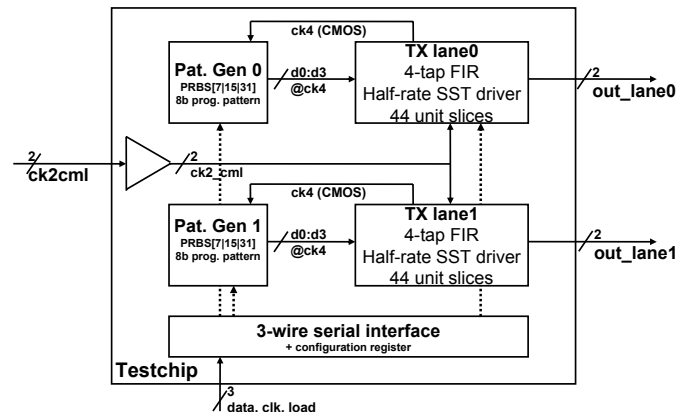 ck4 (CMOS)
Pat. Gen 0
PRBS[7|15|31]
8b prog. pattern
d0:d3
@ck4
TX lane0
4-tap FIR
Half-rate SST driver
44 unit slices
2
out_lane0
2
ck2cml
2
ck2_cml
ck4 (CMOS)
Pat. Gen 1
PRBS[7|15|31]
8b prog. pattern
d0:d3
@ck4
TX lane1
4-tap FIR
Half-rate SST driver
44 unit slices
2
out_lane1
3-wire serial interface
+ configuration register
Testchip
3
data, clk, load